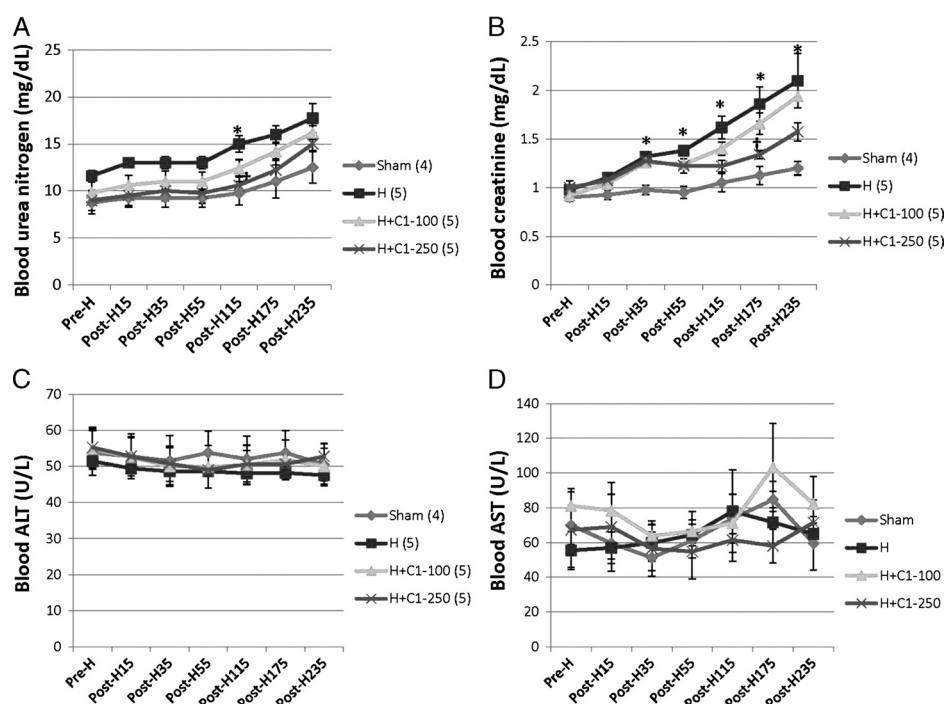 A
Blood urea nitrogen (mg/dL)
25
20
15
10
5
0
*
Pre-H
Post-H15
Post-H35
Post-H55
Post-H115
Post-H175
Post-H235
Sham (4)
H (5)
H+C1-100 (5)
H+C1-250 (5)
B
Blood creatinine (mg/dL)
2.5
2
1.5
1
0.5
0
*
*
*
*
*
Pre-H
Post-H15
Post-H35
Post-H55
Post-H115
Post-H175
Post-H235
Sham (4)
H (5)
H+C1-100 (5)
H+C1-250 (5)
C
Blood ALT (U/L)
70
60
50
40
30
20
10
0
Pre-H
Post-H15
Post-H35
Post-H55
Post-H115
Post-H175
Post-H235
Sham (4)
H (5)
H+C1-100 (5)
H+C1-250 (5)
D
Blood AST (U/L)
140
120
100
80
60
40
20
0
Pre-H
Post-H15
Post-H35
Post-H55
Post-H115
Post-H175
Post-H235
Sham
H
H+C1-100
H+C1-250